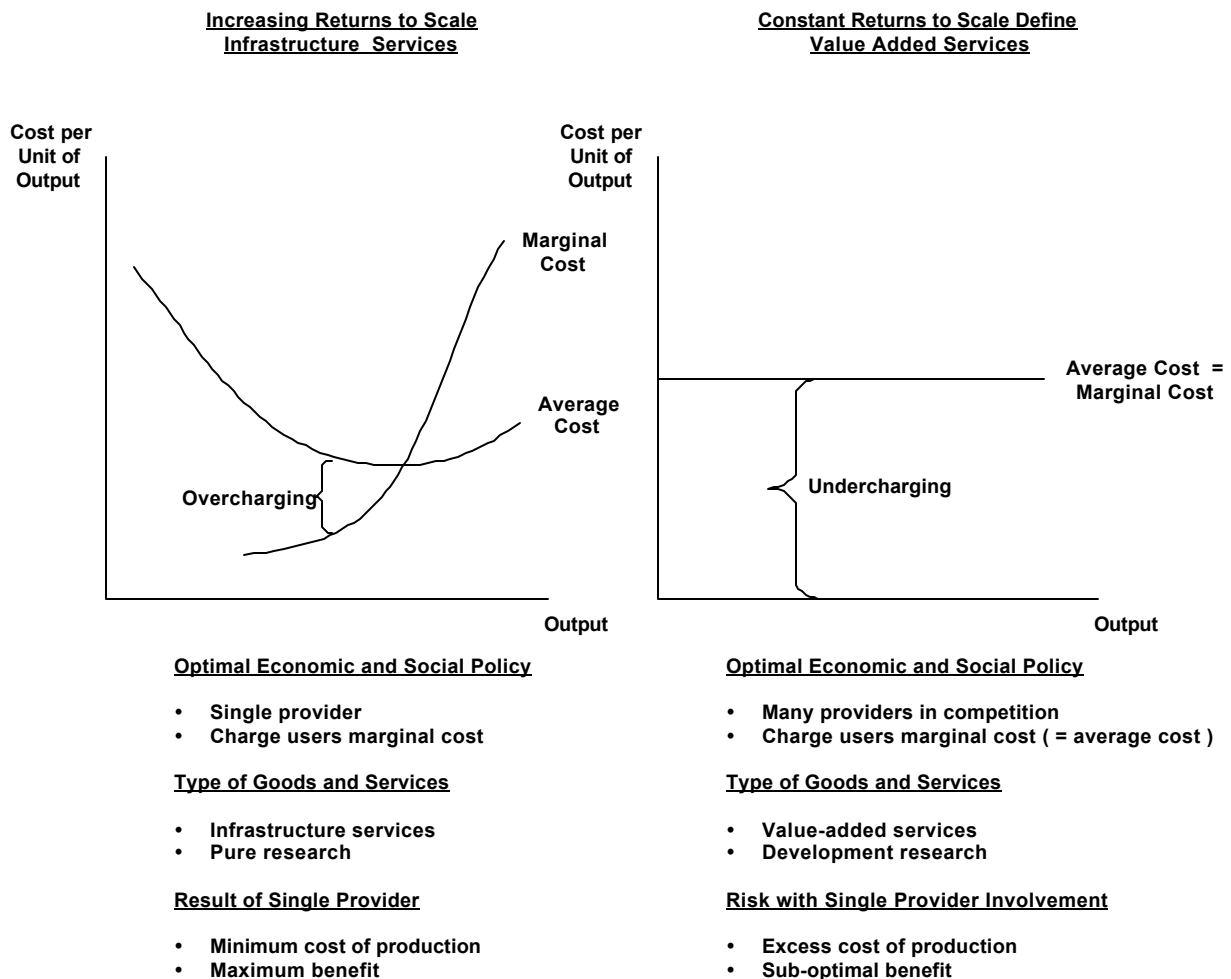 Increasing Returns to Scale
Infrastructure Services
Cost per
Unit of
Output
Marginal
Cost
Average
Cost
Overcharging
Output
Optimal Economic and Social Policy
• Single provider
• Charge users marginal cost
Type of Goods and Services
• Infrastructure services
• Pure research
Result of Single Provider
• Minimum cost of production
• Maximum benefit
Constant Returns to Scale Define
Value Added Services
Cost per
Unit of
Output
Average Cost =
Marginal Cost
Undercharging
Output
Optimal Economic and Social Policy
• Many providers in competition
• Charge users marginal cost ( = average cost )
Type of Goods and Services
• Value-added services
• Development research
Risk with Single Provider Involvement
• Excess cost of production
• Sub-optimal benefit